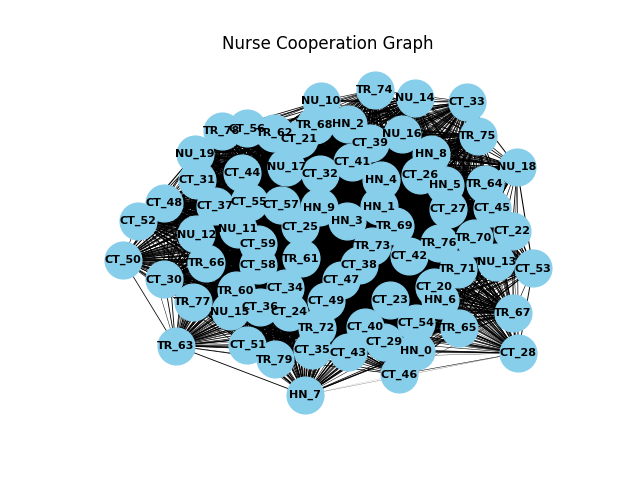 Nurse Cooperation Graph
TR_74
NU_10
NU_14
CT_33
TR_68
HN_2
TR_78
CT_56
TR_62
CT_21
NU_16
TR_75
CT_39
NU_19
HN_8
CT_41
NU_17
NU_18
CT_44
CT_32
CT_26
CT_31
HN_4
HN_5
TR_64
CT_48
CT_37
CT_55
CT_57
HN_9
HN_1
CT_27
CT_45
CT_52
HN_3
CT_25
TR_69
NU_12
NU_11
CT_22
CT_59
TR_73
TR_76
TR_70
CT_50
TR_66
CT_58
TR_61
CT_38
CT_42
TR_71
NU_13
CT_53
CT_30
CT_47
TR_60
CT_34
CT_20
TR_77
CT_49
CT_23
HN_6
NU_15
CT_36
CT_24
TR_67
TR_72
CT_40
CT_54
TR_65
TR_63
CT_51
CT_35
CT_43
CT_29
HN_0
CT_28
TR_79
CT_46
HN_7